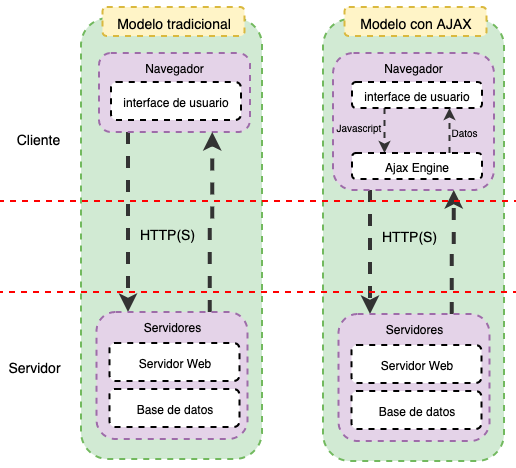 Modelo tradicional
Navegador
interface de usuario
Cliente
HTTP(S)
Servidor
Servidores
Servidor Web
Base de datos
Modelo con AJAX
Navegador
interface de usuario
Javascript
Datos
Ajax Engine
HTTP(S)
Servidores
Servidor Web
Base de datos